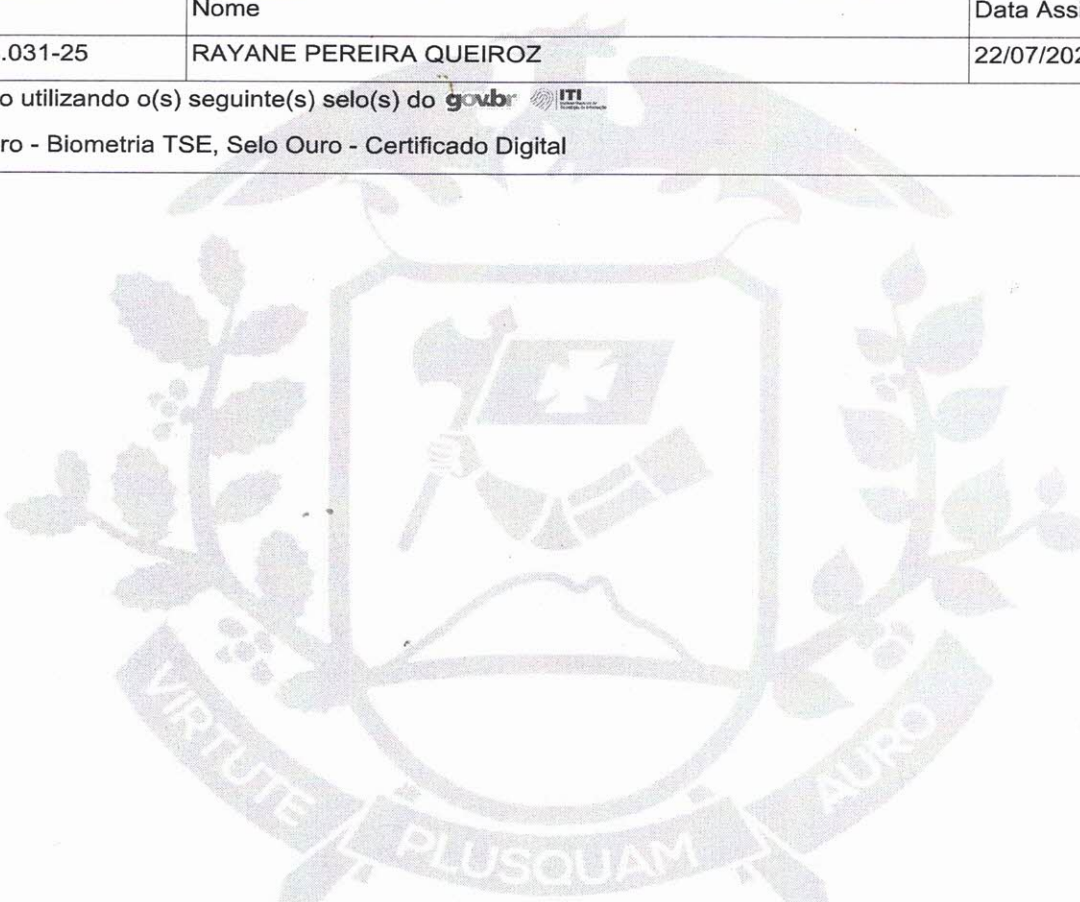 Nome Data Assi
.031-25 RAYANE PEREIRA QUEIROZ 22/07/202
o utilizando o(s) seguinte(s) selo(s) do gov.br ITI
ro - Biometria TSE, Selo Ouro - Certificado Digital
VIRTUTE PLUSQUAM AURO